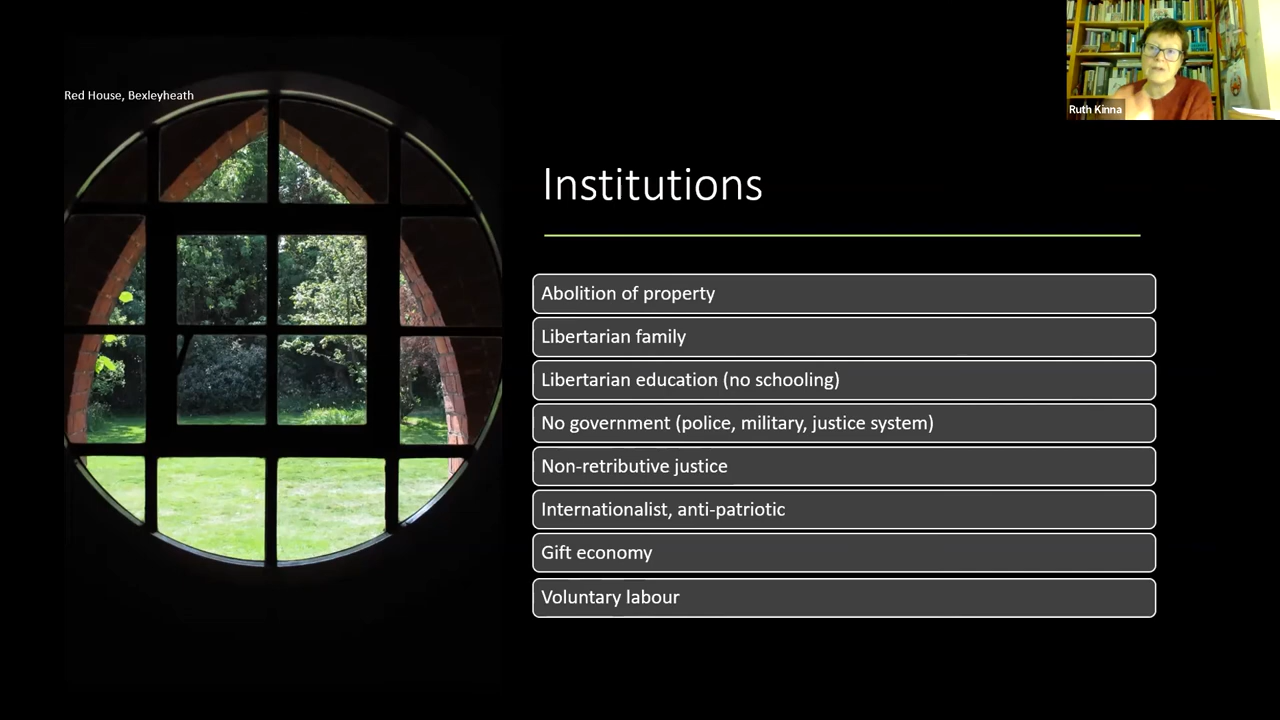 Red House, Bexleyheath
Ruth Kinna
Institutions
Abolition of property
Libertarian family
Libertarian education (no schooling)
No government (police, military, justice system)
Non-retributive justice
Internationalist, anti-patriotic
Gift economy
Voluntary labour